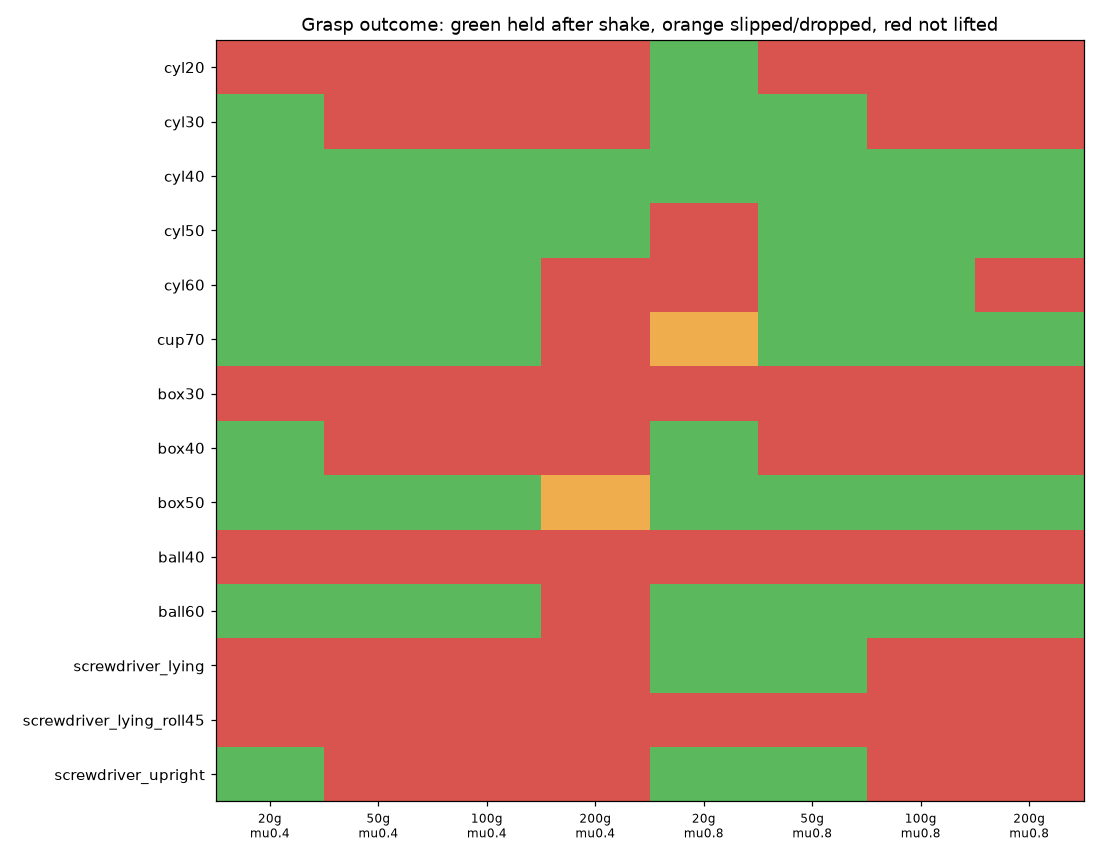 Grasp outcome: green held after shake, orange slipped/dropped, red not lifted
cyl20
cyl30
cyl40
cyl50
cyl60
cup70
box30
box40
box50
ball40
ball60
screwdriver_lying
screwdriver_lying_roll45
screwdriver_upright
20g 50g 100g 200g 20g 50g 100g 200g
mu0.4 mu0.4 mu0.4 mu0.4 mu0.8 mu0.8 mu0.8 mu0.8